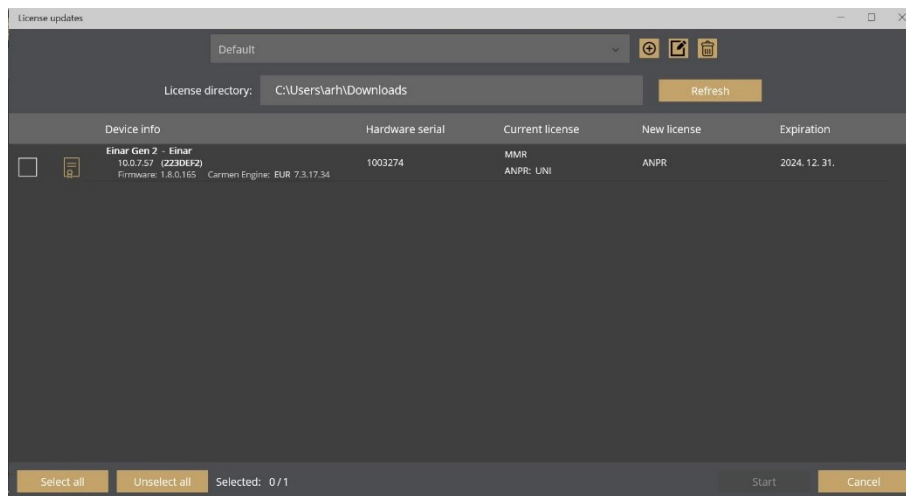 License updates
Default
License directory: C:\Users\arh\Downloads Refresh
Device info Hardware serial Current license New license Expiration
Einar Gen 2 - Einar
10.0.7.57 (223DEF2)
Firmware: 1.8.0.165 Carmen Engine: EUR 7.3.17.34
1003274
MMR
ANPR: UNI
ANPR
2024. 12. 31.
Select all Unselect all Selected: 0/1 Start Cancel